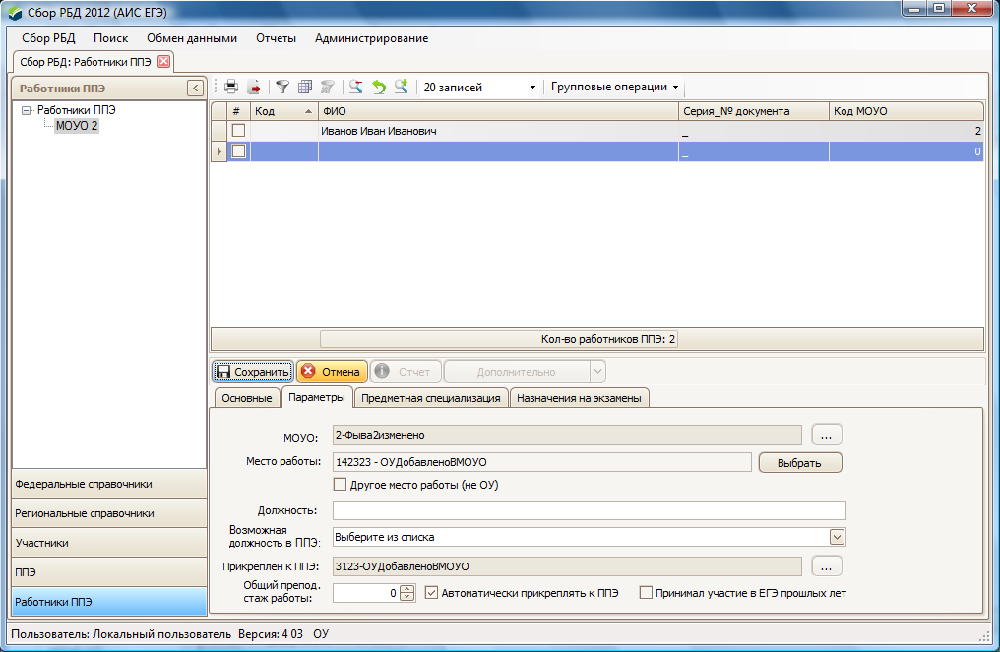 Сбор РБД 2012 (АИС ЕГЭ)
Сбор РБД Поиск Обмен данными Отчеты Администрирование
Сбор РБД: Работники ППЭ
Работники ППЭ
Работники ППЭ
МОУО 2
Федеральные справочники
Региональные справочники
Участники
ППЭ
Работники ППЭ
20 записей Групповые операции
# Код ФИО Серия_№ документа Код МОУО
Иванов Иван Иванович _ 2
_ 0
Кол-во работников ППЭ: 2
Сохранить Отмена Отчет Дополнительно
Основные Параметры Предметная специализация Назначения на экзамены
МОУО: 2-Фыва2изменено ...
Место работы: 142323 - ОУДобавленоВМОУО Выбрать
Другое место работы (не ОУ)
Должность:
Возможная
должность в ППЭ: Выберите из списка
Прикреплён к ППЭ: 3123-ОУДобавленоВМОУО ...
Общий препод.
стаж работы: 0 Автоматически прикреплять к ППЭ Принимал участие в ЕГЭ прошлых лет
Пользователь: Локальный пользователь Версия: 4 03 ОУ